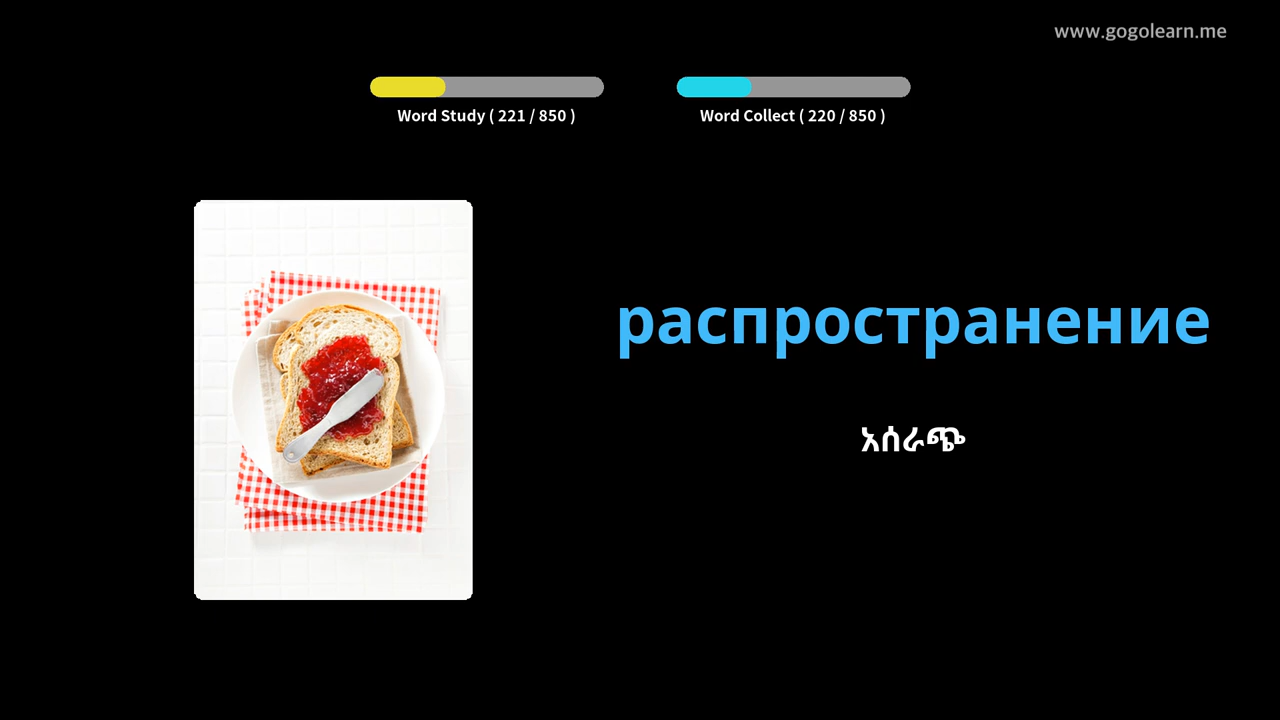 www.gogolearn.me
Word Study ( 221 / 850 )
Word Collect ( 220 / 850 )
распространение
አሰራጭ